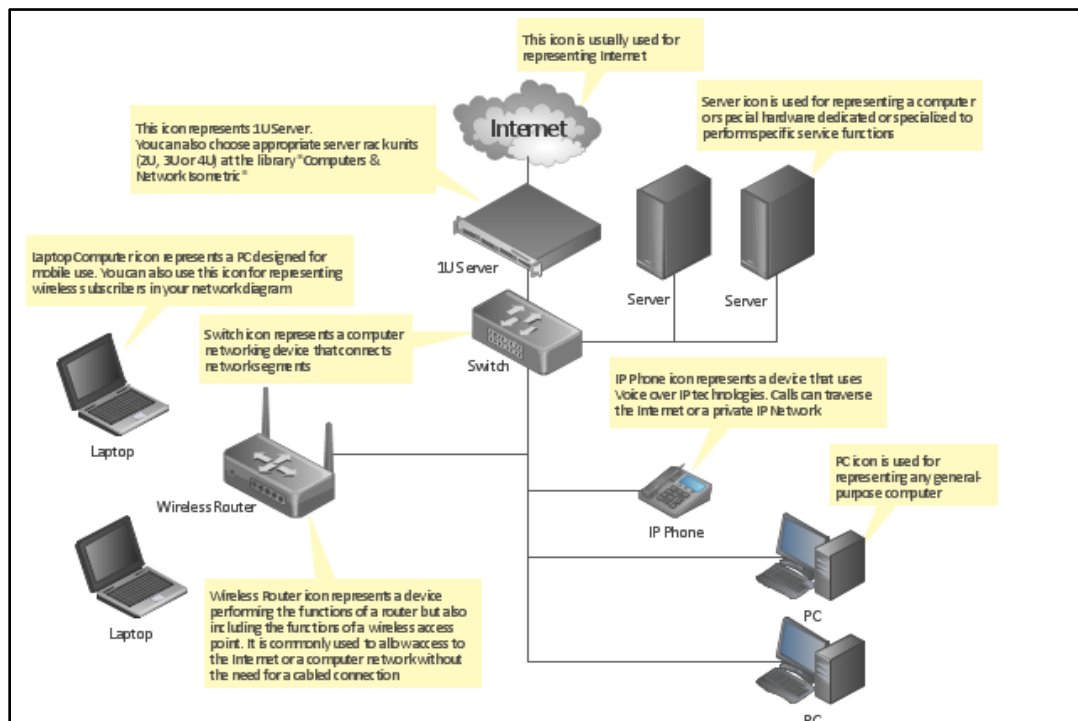 This icon is usually used for
representing Internet
Internet
Server icon is used for representing a computer
or special hardware dedicated or specialized to
perform specific service functions
This icon represents 1U Server.
You can also choose appropriate server rack units
(2U, 3U or 4U) at the library "Computers &
Network Isometric"
1U Server
Server
Server
Laptop Computer icon represents a PC designed for
mobile use. You can also use this icon for representing
wireless subscribers in your network diagram
Switch icon represents a computer
networking device that connects
network segments
Switch
IP Phone icon represents a device that uses
Voice over IP technologies. Calls can traverse
the Internet or a private IP Network
Laptop
PC icon is used for
representing any general-
purpose computer
Wireless Router
IP Phone
Wireless Router icon represents a device
performing the functions of a router but also
including the functions of a wireless access
point. It is commonly used to allow access to
the Internet or a computer network without
the need for a cabled connection
Laptop
PC
PC